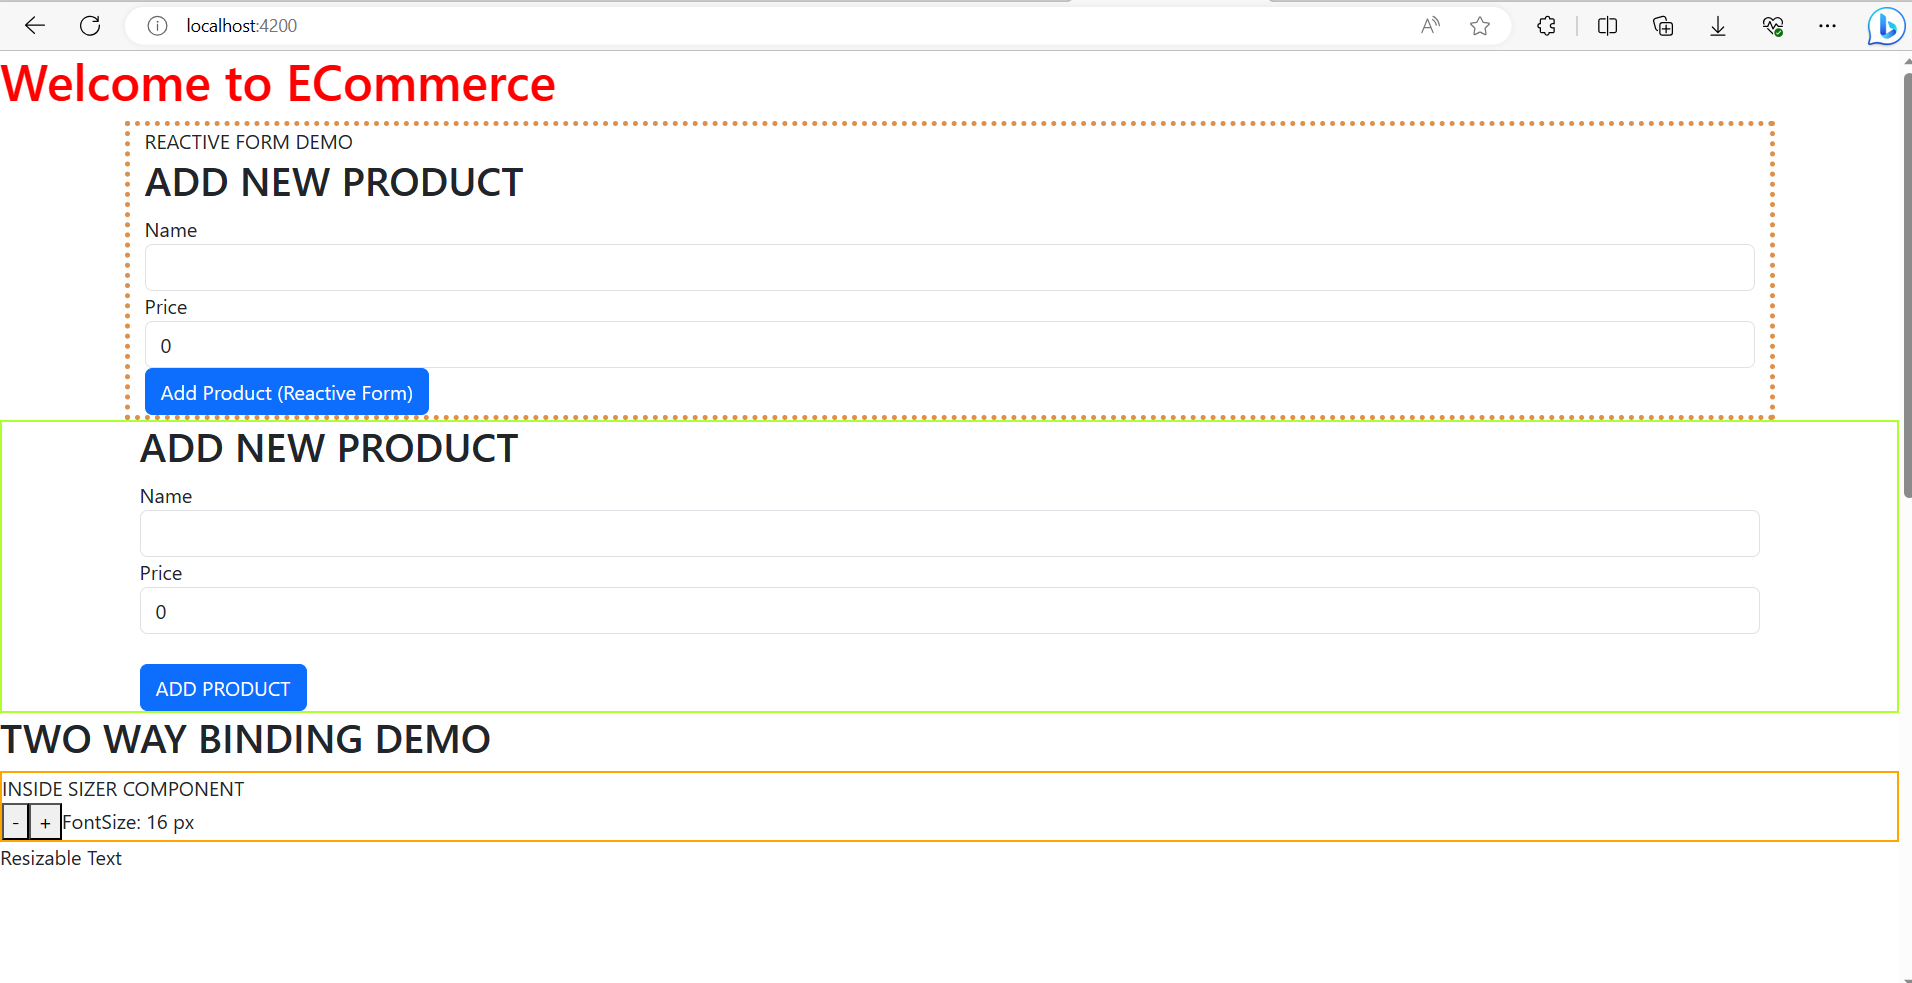 localhost:4200
Welcome to ECommerce
REACTIVE FORM DEMO
ADD NEW PRODUCT
Name
Price
0
Add Product (Reactive Form)
ADD NEW PRODUCT
Name
Price
0
ADD PRODUCT
TWO WAY BINDING DEMO
INSIDE SIZER COMPONENT
- + FontSize: 16 px
Resizable Text